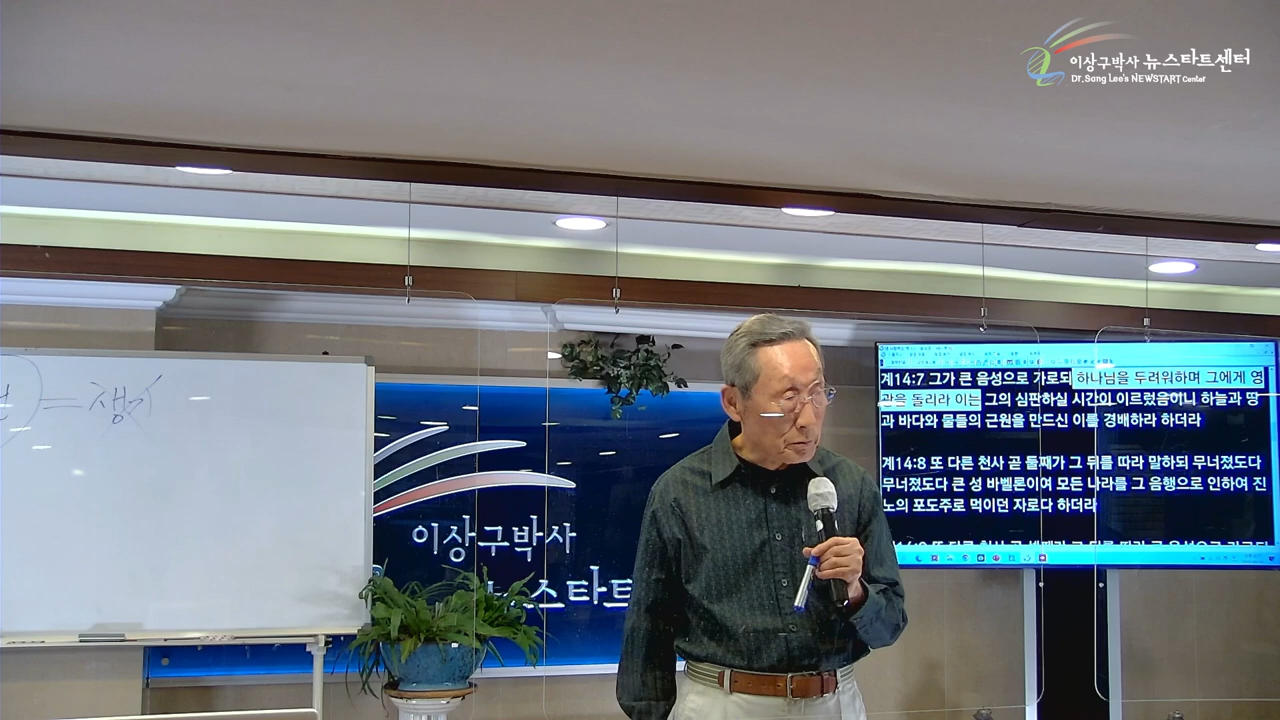 이상구박사 뉴스타트센터
Dr. Sang Lee's NEWSTART Center
계14:7 그가 큰 음성으로 가로되 하나님을 두려워하며 그에게 영
광을 돌리라 이는 그의 심판하실 시간이 이르렀음이니 하늘과 땅
과 바다와 물들의 근원을 만드신 이를 경배하라 하더라
계14:8 또 다른 천사 곧 둘째가 그 뒤를 따라 말하되 무너졌도다
무너졌도다 큰 성 바벨론이여 모든 나라를 그 음행으로 인하여 진
노의 포도주로 먹이던 자로다 하더라
이상구박사
뉴스타트